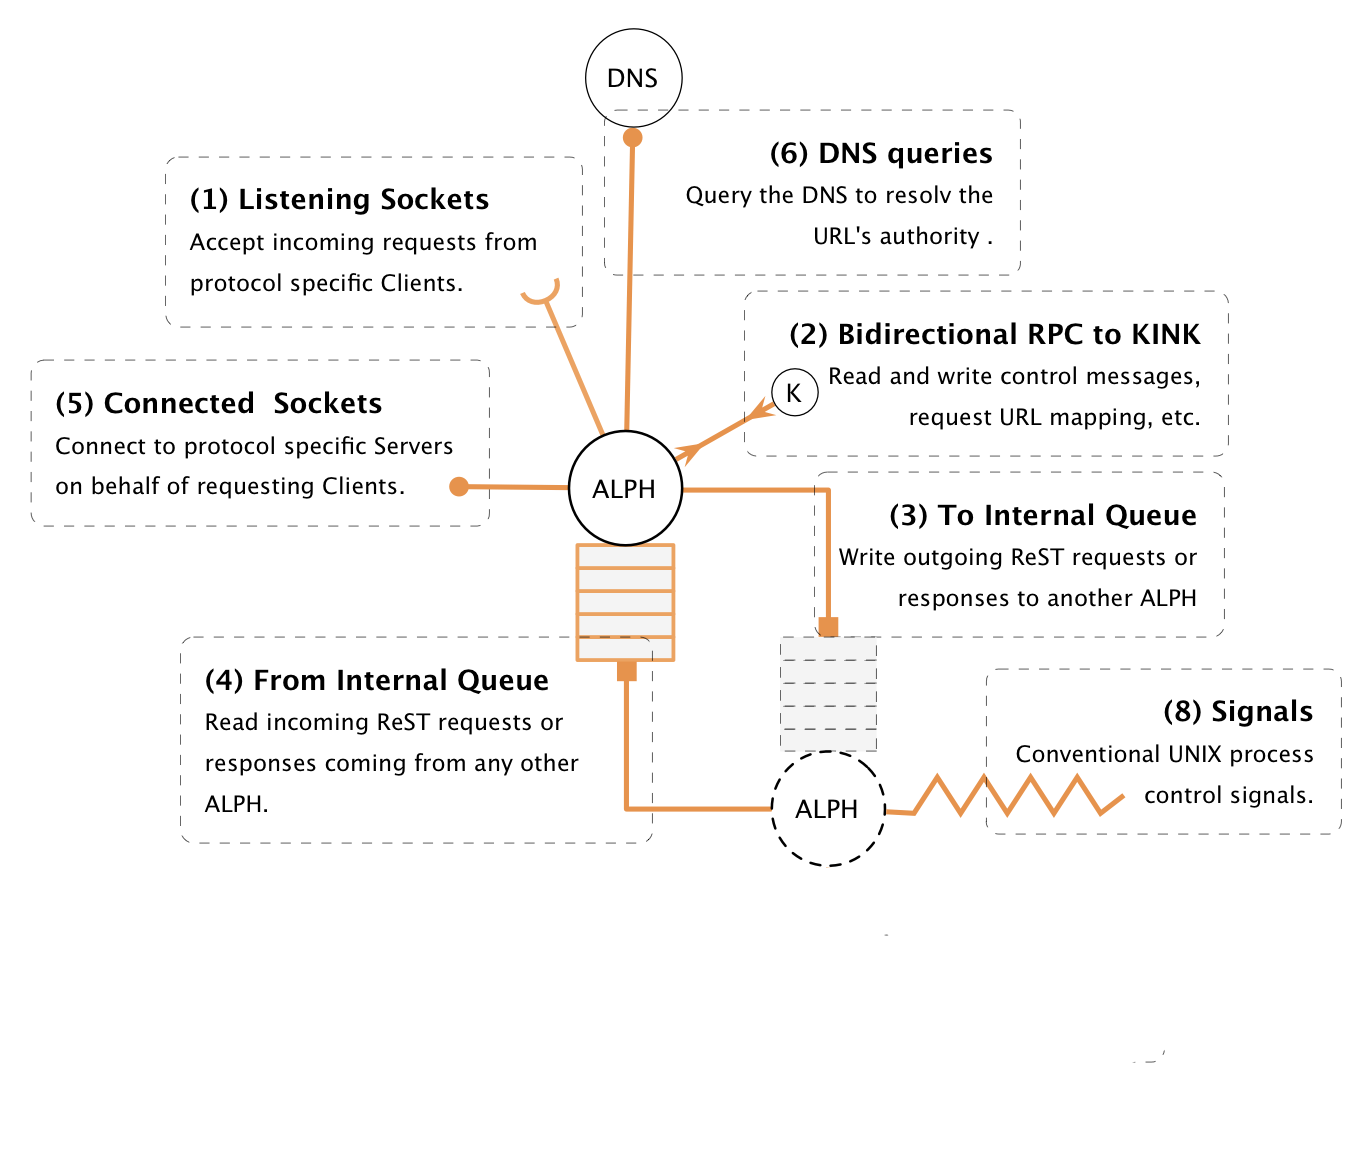 DNS
(6) DNS queries
Query the DNS to resolv the
URL's authority .
(1) Listening Sockets
Accept incoming requests from
protocol specific Clients.
(2) Bidirectional RPC to KINK
K
Read and write control messages,
request URL mapping, etc.
(5) Connected  Sockets
Connect to protocol specific Servers
on behalf of requesting Clients.
ALPH
(3) To Internal Queue
Write outgoing ReST requests or
responses to another ALPH
(4) From Internal Queue
Read incoming ReST requests or
responses coming from any other
ALPH.
(8) Signals
Conventional UNIX process
control signals.
ALPH